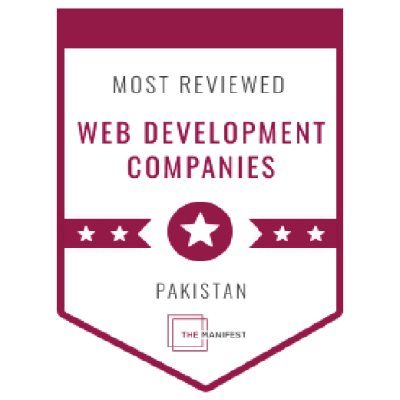 MOST REVIEWED
WEB DEVELOPMENT
COMPANIES
PAKISTAN
THE MANIFEST